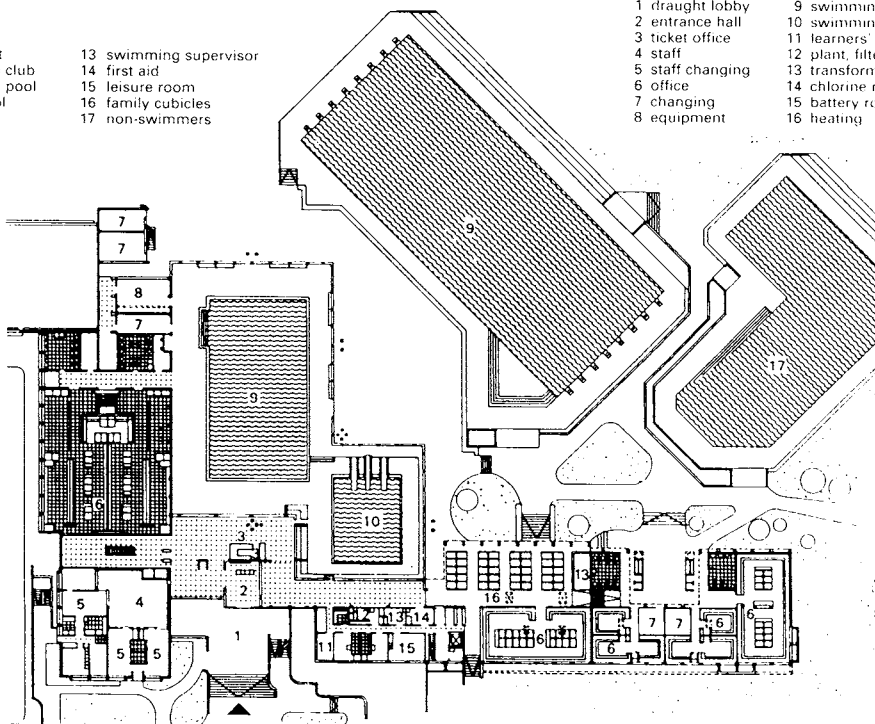 t
club
pool
ol
13 swimming supervisor
14 first aid
15 leisure room
16 family cubicles
17 non-swimmers
1 draught lobby
2 entrance hall
3 ticket office
4 staff
5 staff changing
6 office
7 changing
8 equipment
9 swimmin
10 swimmin
11 learners'
12 plant, filte
13 transform
14 chlorine r
15 battery ro
16 heating
7
7
8
7
9
9
17
6
10
3
2
5
4
5
5
1
16
13
12
13
14
11
15
6
6
7
7
6
6